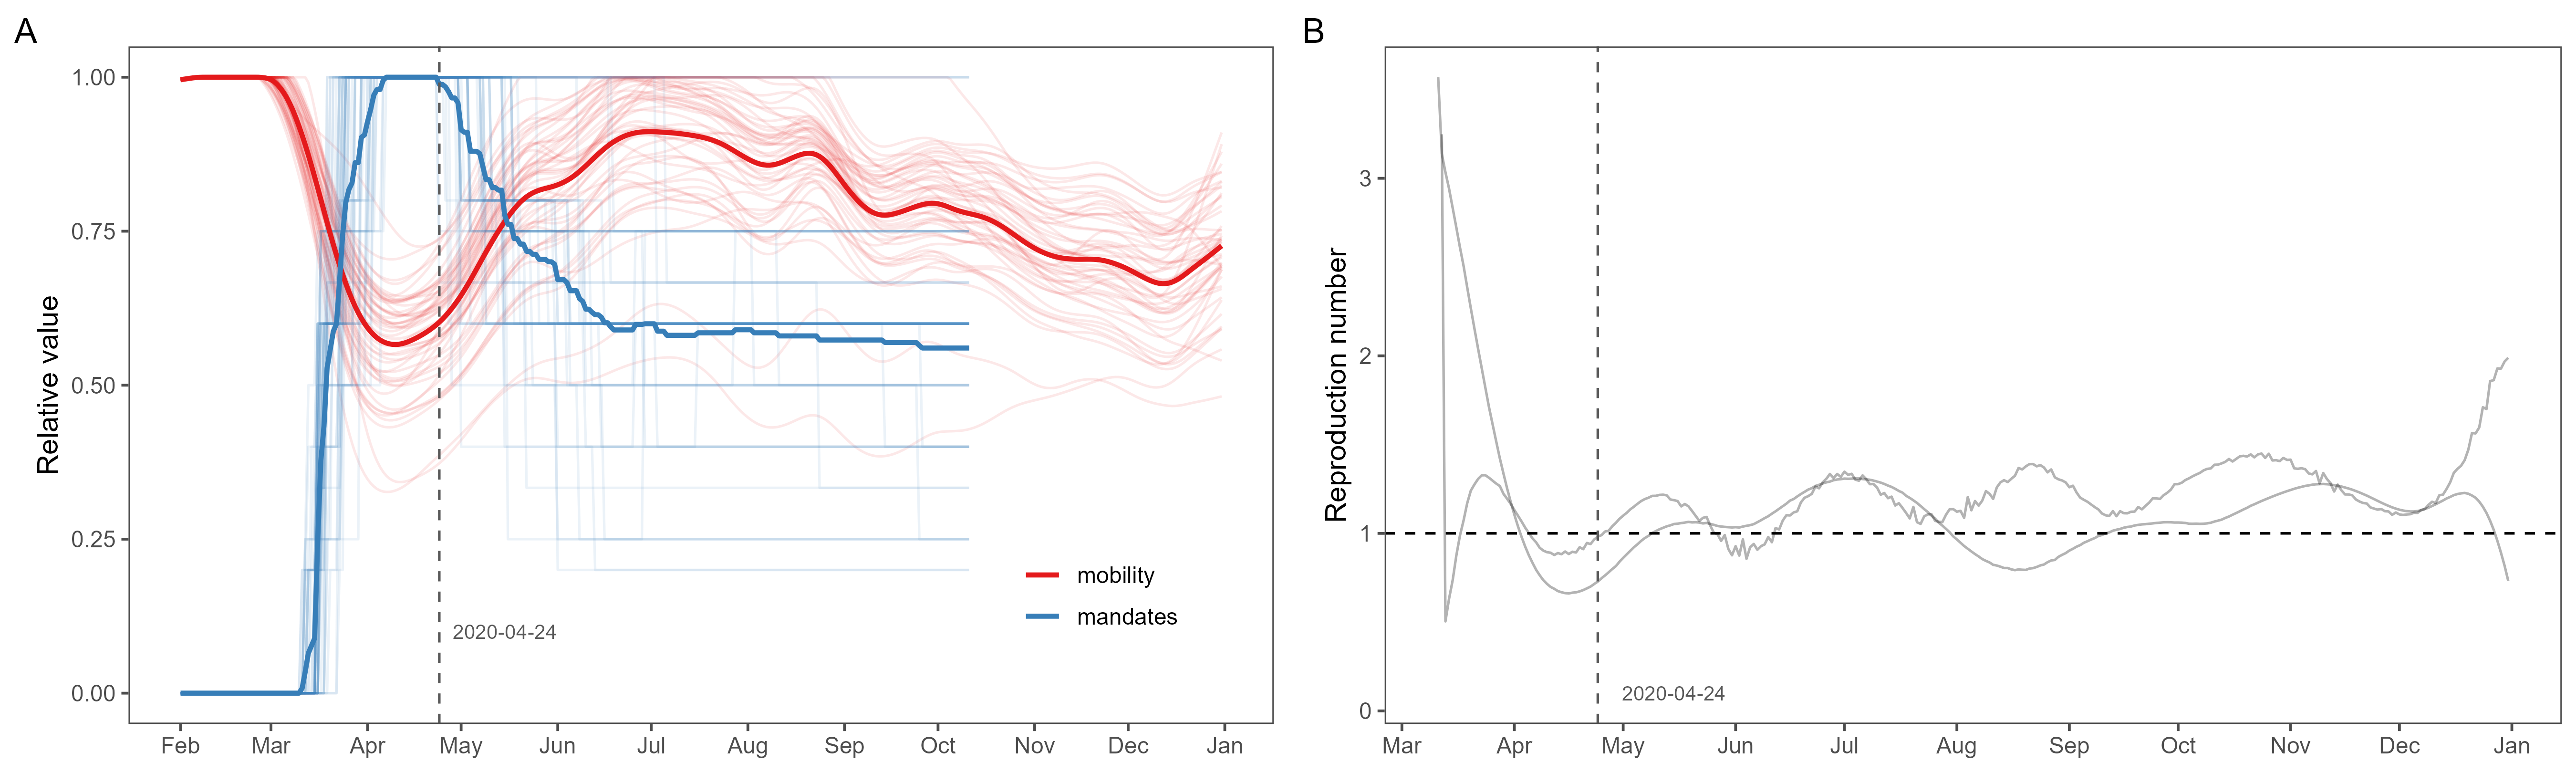 A
Relative value
1.00
0.75
0.50
0.25
0.00
Feb Mar Apr May Jun Jul Aug Sep Oct Nov Dec Jan
2020-04-24
mobility
mandates
B
Reproduction number
3
2
1
0
Mar Apr May Jun Jul Aug Sep Oct Nov Dec Jan
2020-04-24